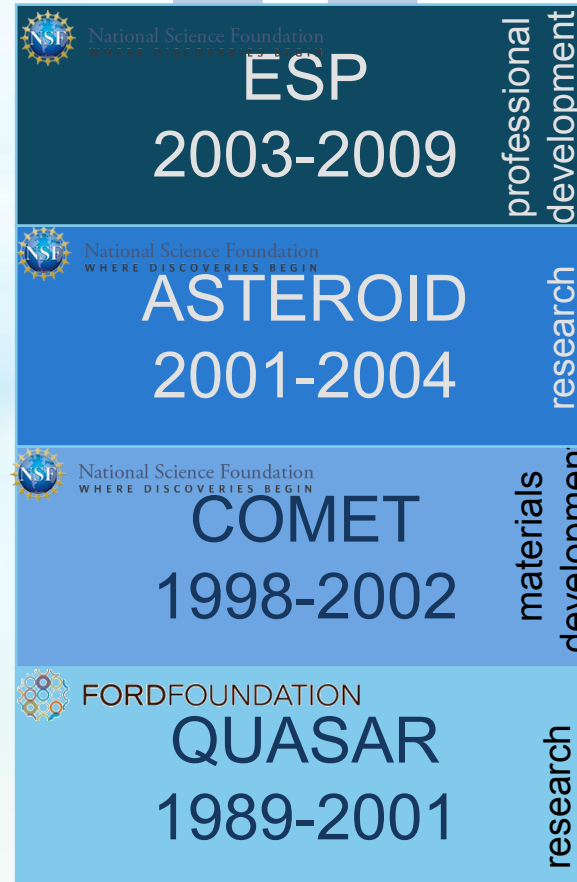 National Science Foundation
WHERE DISCOVERIES BEGIN
ESP
2003-2009
professional
development
National Science Foundation
WHERE DISCOVERIES BEGIN
ASTEROID
2001-2004
research
National Science Foundation
WHERE DISCOVERIES BEGIN
COMET
1998-2002
materials
development
FORDFOUNDATION
QUASAR
1989-2001
research
NSF
NSF
NSF